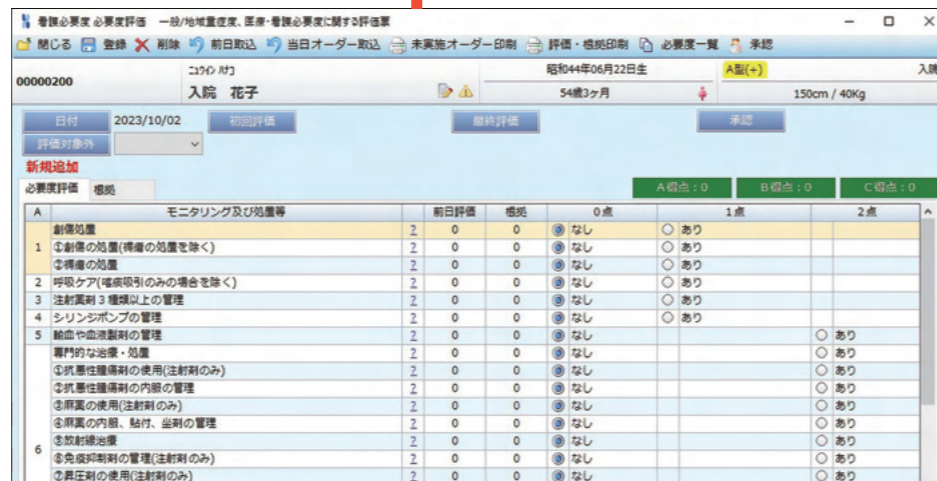 看護必要度 必要度評価 一般/地域重症度、医療・看護必要度に関する評価票
閉じる 登録 削除 前日取込 当日オーダー取込 未実施オーダー印刷 評価・根拠印刷 必要度一覧 承認
00000200 ﾆｭｳｲﾝ ﾊﾅｺ 昭和44年06月22日生 A型(+) 入院
入院 花子 54歳3ヶ月 150cm / 40Kg
日付 2023/10/02 初回評価 最終評価 承認
評価対象外
新規追加
必要度評価 根拠 A得点：0 B得点：0 C得点：0
A モニタリング及び処置等 前日評価 根拠 0点 1点 2点
創傷処置 ? 0 0 なし あり
1 ①創傷の処置(褥瘡の処置を除く) ? 0 0 なし あり
②褥瘡の処置 ? 0 0 なし あり
2 呼吸ケア(喀痰吸引のみの場合を除く) ? 0 0 なし あり
3 注射薬剤3種類以上の管理 ? 0 0 なし あり
4 シリンジポンプの管理 ? 0 0 なし あり
5 輸血や血液製剤の管理 ? 0 0 なし あり
専門的な治療・処置 ? 0 0 なし あり
①抗悪性腫瘍剤の使用(注射剤のみ) ? 0 0 なし あり
②抗悪性腫瘍剤の内服の管理 ? 0 0 なし あり
③麻薬の使用(注射剤のみ) ? 0 0 なし あり
④麻薬の内服、貼付、坐剤の管理 ? 0 0 なし あり
⑤放射線治療 ? 0 0 なし あり
6 ⑥免疫抑制剤の管理(注射剤のみ) ? 0 0 なし あり
⑦昇圧剤の使用(注射剤のみ) ? 0 0 なし あり